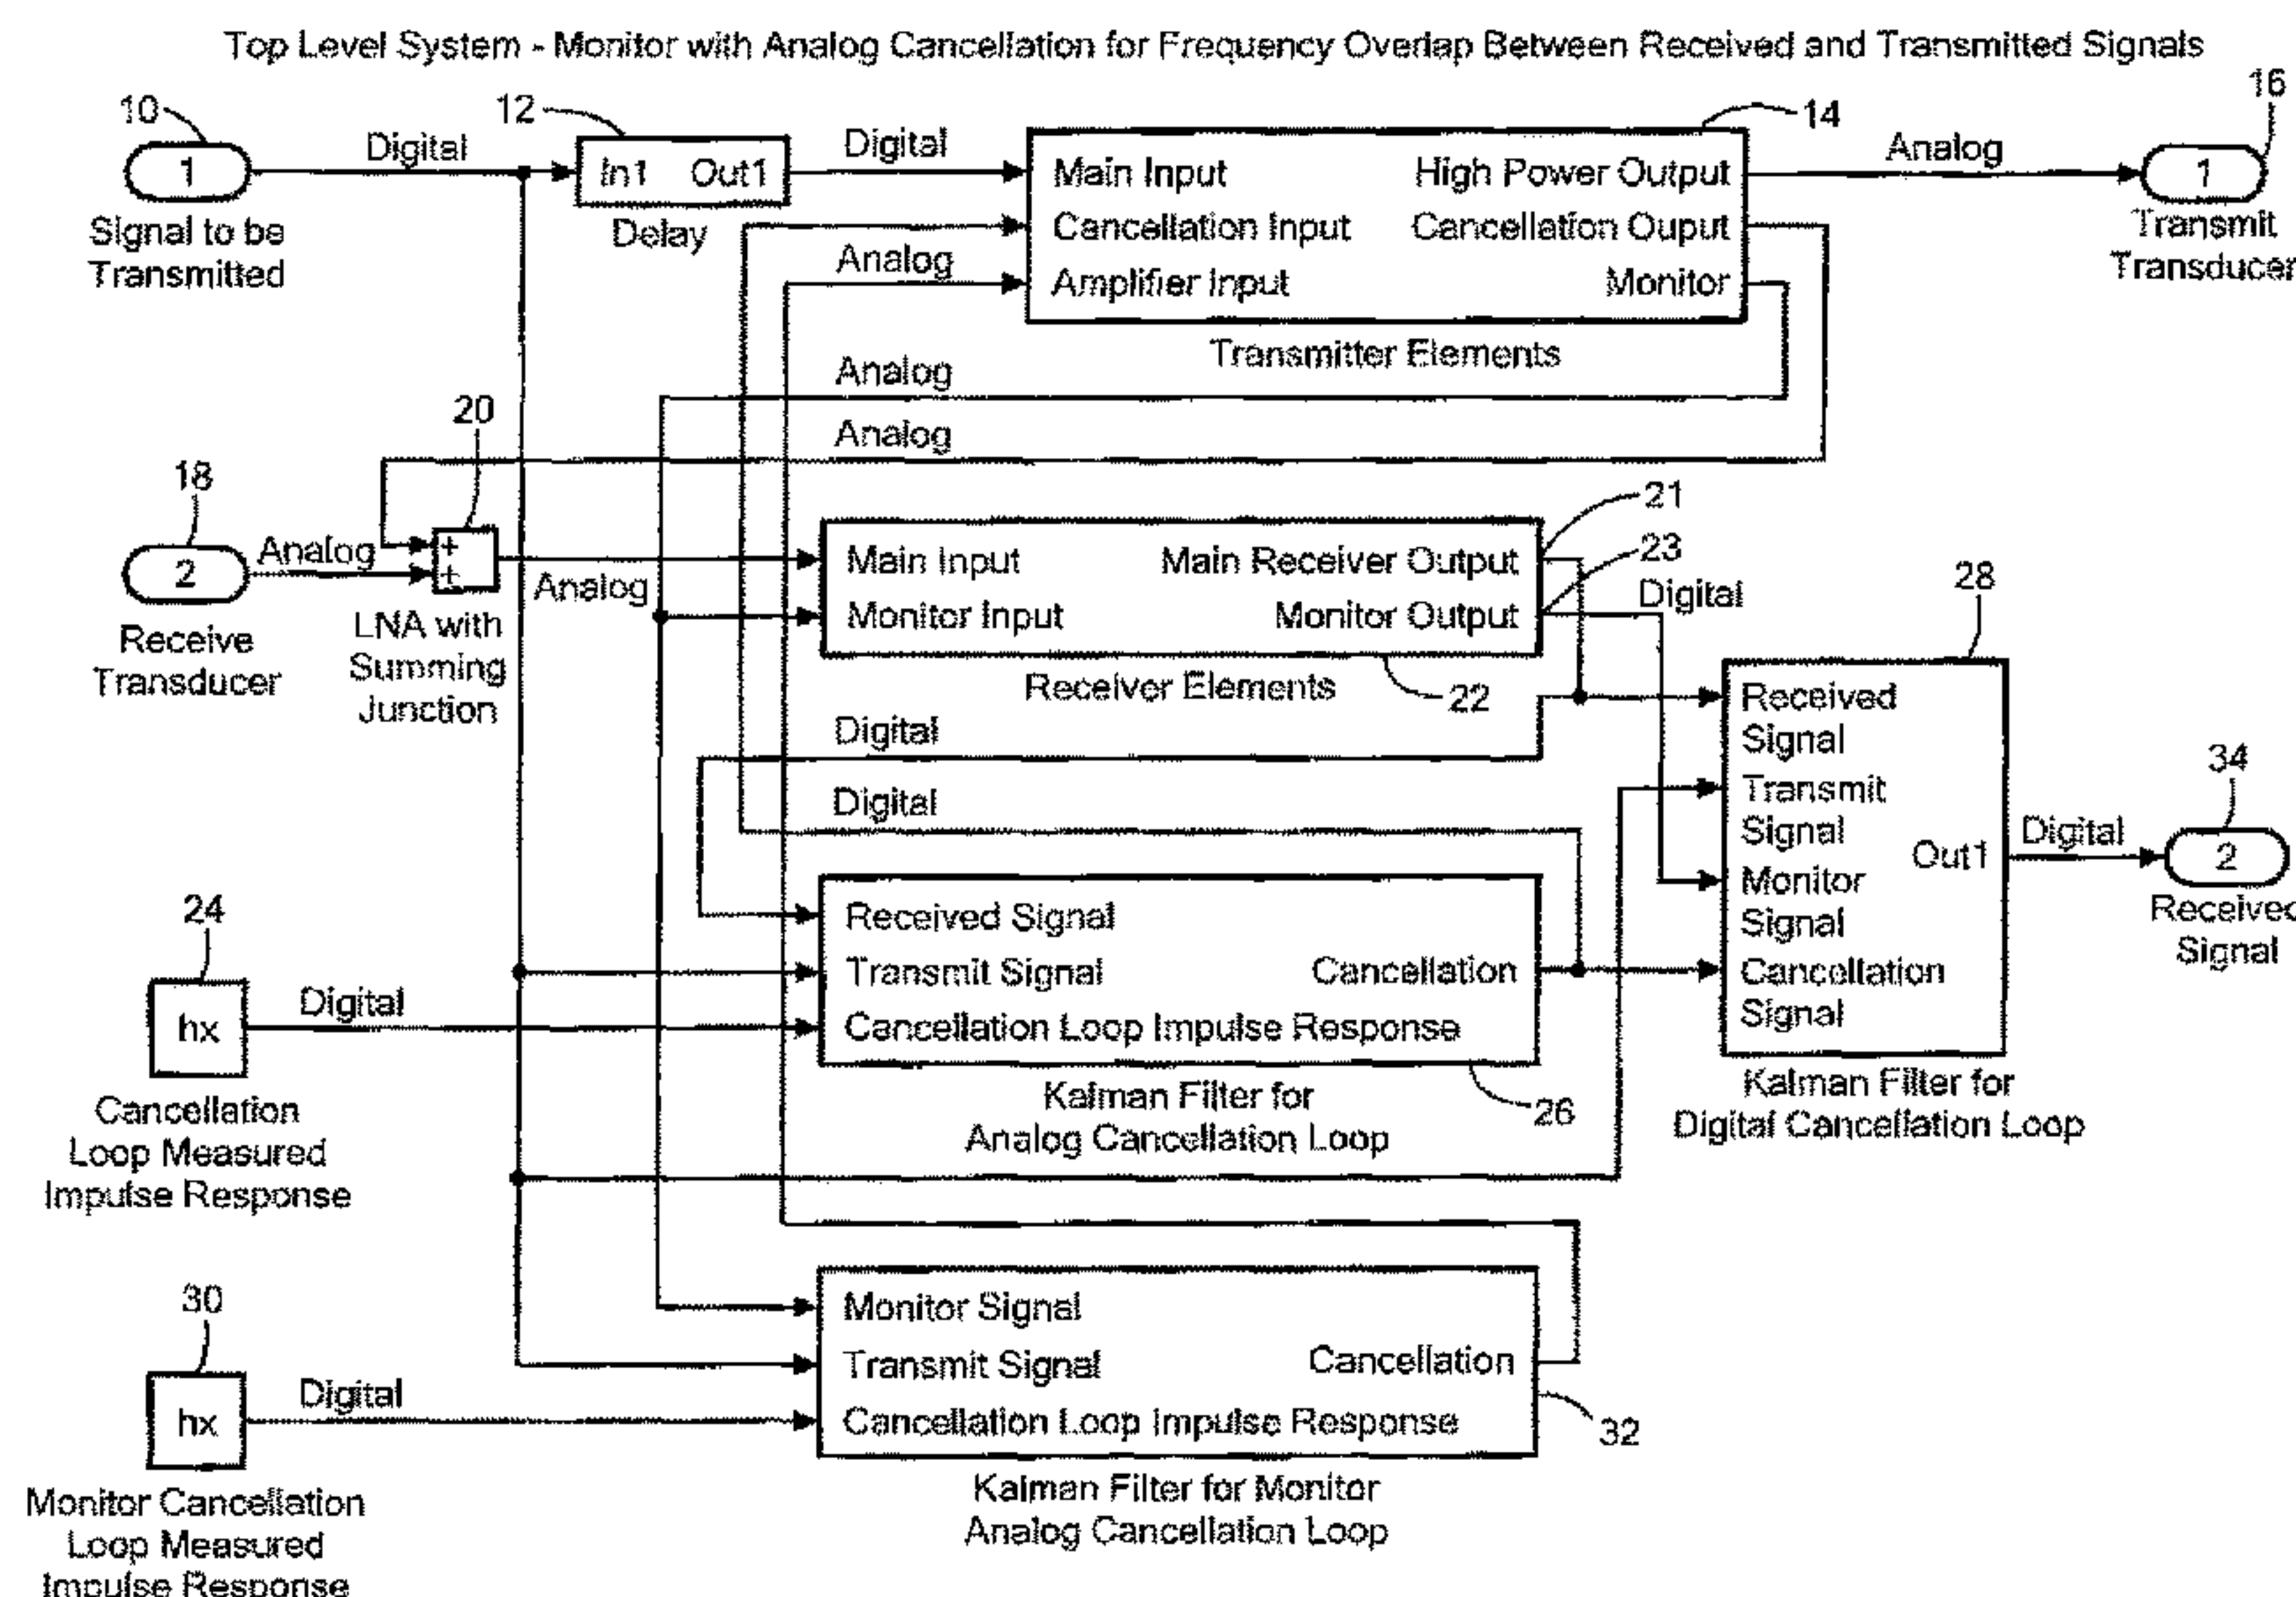 Top Level System - Monitor with Analog Cancellation for Frequency Overlap Between Received and Transmitted Signals
10
1
Signal to be
Transmitted
Digital
12
In1 Out1
Delay
Digital
14
Main Input
Cancellation Input
Amplifier Input
High Power Output
Cancellation Ouput
Monitor
Transmitter Elements
Analog
16
1
Transmit
Transducer
Analog
Analog
Analog
18
2
Receive
Transducer
Analog
20
+
+
LNA with
Summing
Junction
Analog
Main Input
Monitor Input
Main Receiver Output
Monitor Output
Receiver Elements
21
23
22
Digital
Digital
Digital
24
hx
Cancellation
Loop Measured
Impulse Response
Digital
Received Signal
Transmit Signal
Cancellation Loop Impulse Response
Cancellation
Kalman Filter for
Analog Cancellation Loop
26
28
Received
Signal
Transmit
Signal
Monitor
Signal
Cancellation
Signal
Out1
Kalman Filter for
Digital Cancellation Loop
Digital
34
2
Received
Signal
30
hx
Monitor Cancellation
Loop Measured
Impulse Response
Digital
Monitor Signal
Transmit Signal
Cancellation Loop Impulse Response
Cancellation
32
Kalman Filter for Monitor
Analog Cancellation Loop